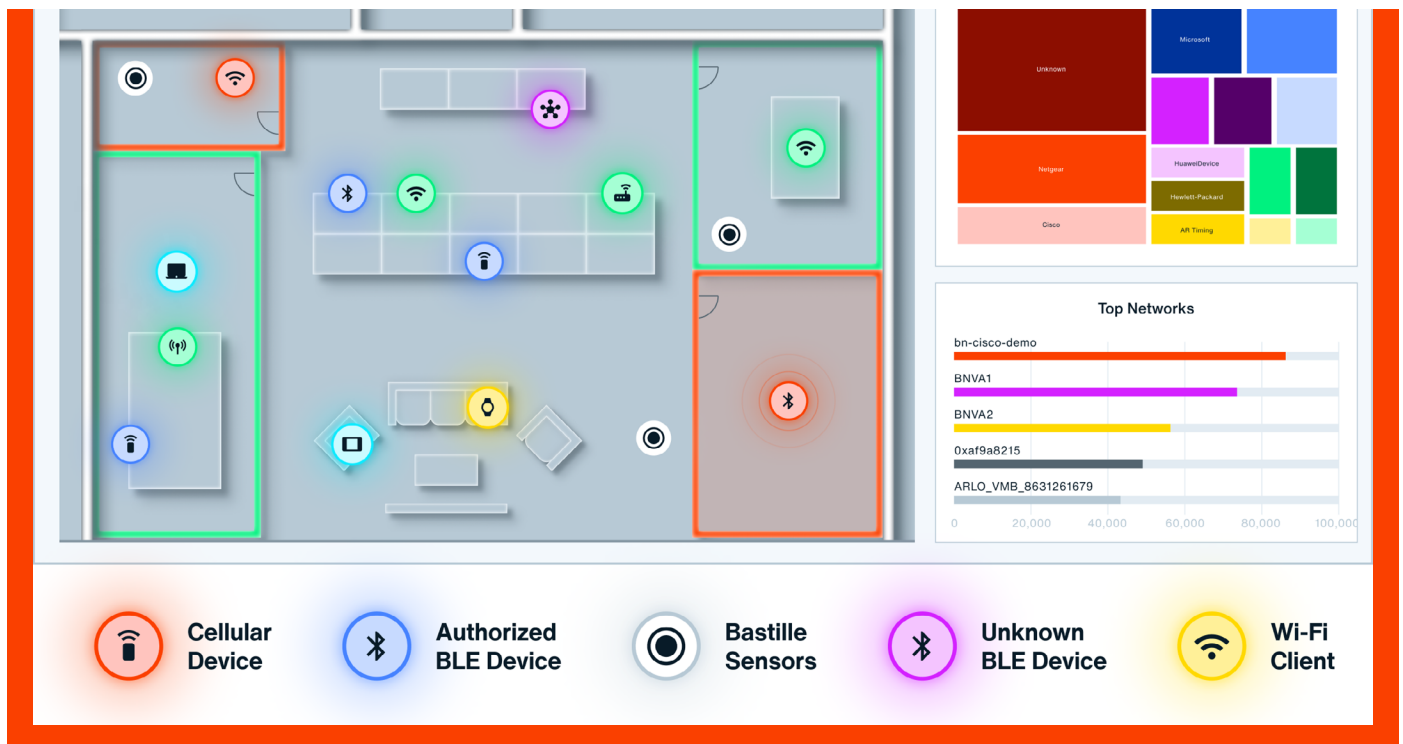 Unknown
Microsoft
Netgear
HuaweiDevice
Hewlett-Packard
Cisco
AR Timing
Top Networks
bn-cisco-demo
BNVA1
BNVA2
0xaf9a8215
ARLO_VMB_8631261679
0 20,000 40,000 60,000 80,000 100,000
Cellular
Device
Authorized
BLE Device
Bastille
Sensors
Unknown
BLE Device
Wi-Fi
Client